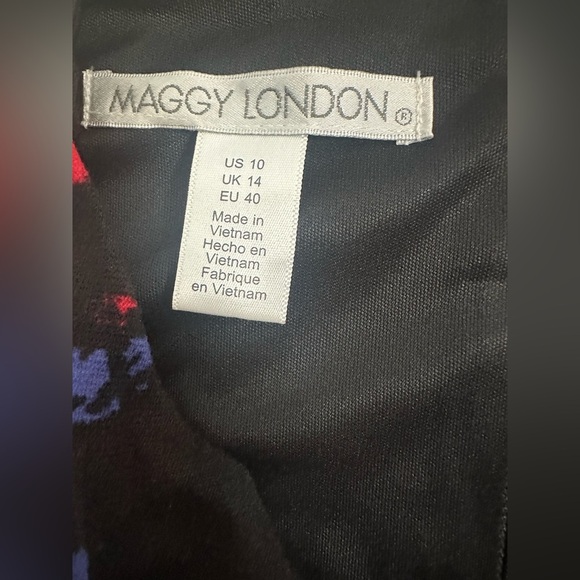 MAGGY LONDON ®
US 10
UK 14
EU 40
Made in
Vietnam
Hecho en
Vietnam
Fabrique
en Vietnam